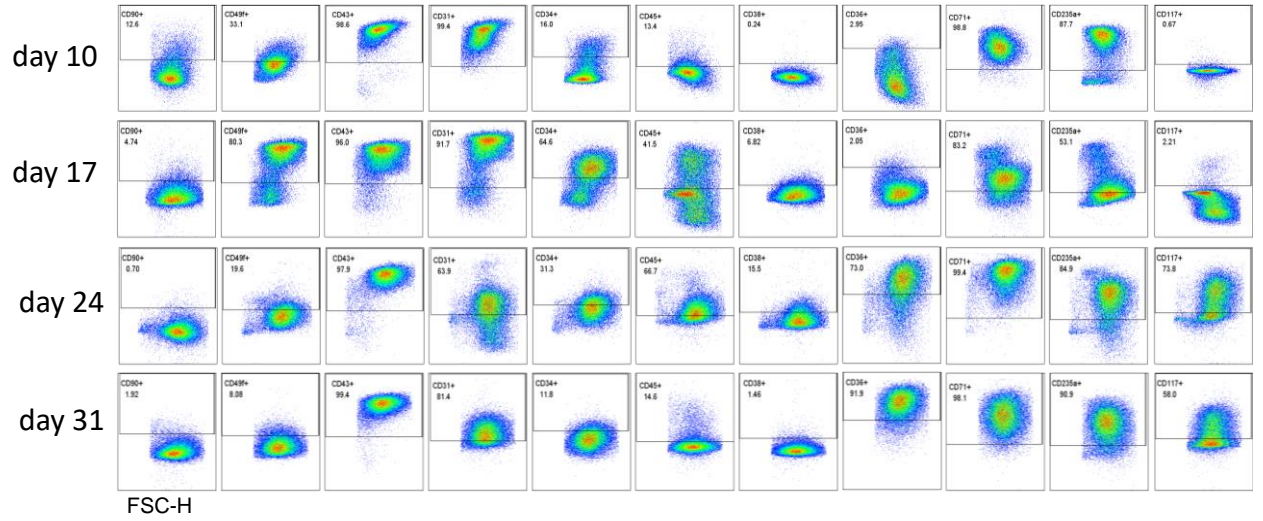 day 10
CD90+
12.6
CD49f+
33.1
CD43+
98.6
CD31+
99.4
CD34+
16.0
CD45+
13.4
CD38+
0.24
CD36+
2.95
CD71+
98.8
CD235a+
87.7
CD117+
0.67
day 17
CD90+
4.74
CD49f+
80.3
CD43+
96.0
CD31+
91.7
CD34+
64.6
CD45+
41.5
CD38+
6.82
CD36+
2.05
CD71+
83.2
CD235a+
53.1
CD117+
2.21
day 24
CD90+
0.70
CD49f+
19.6
CD43+
97.9
CD31+
63.9
CD34+
31.3
CD45+
66.7
CD38+
15.5
CD36+
73.0
CD71+
99.4
CD235a+
84.9
CD117+
73.8
day 31
CD90+
1.92
CD49f+
8.08
CD43+
99.4
CD31+
81.4
CD34+
11.8
CD45+
14.6
CD38+
1.46
CD36+
91.9
CD71+
98.1
CD235a+
90.9
CD117+
58.0
FSC-H